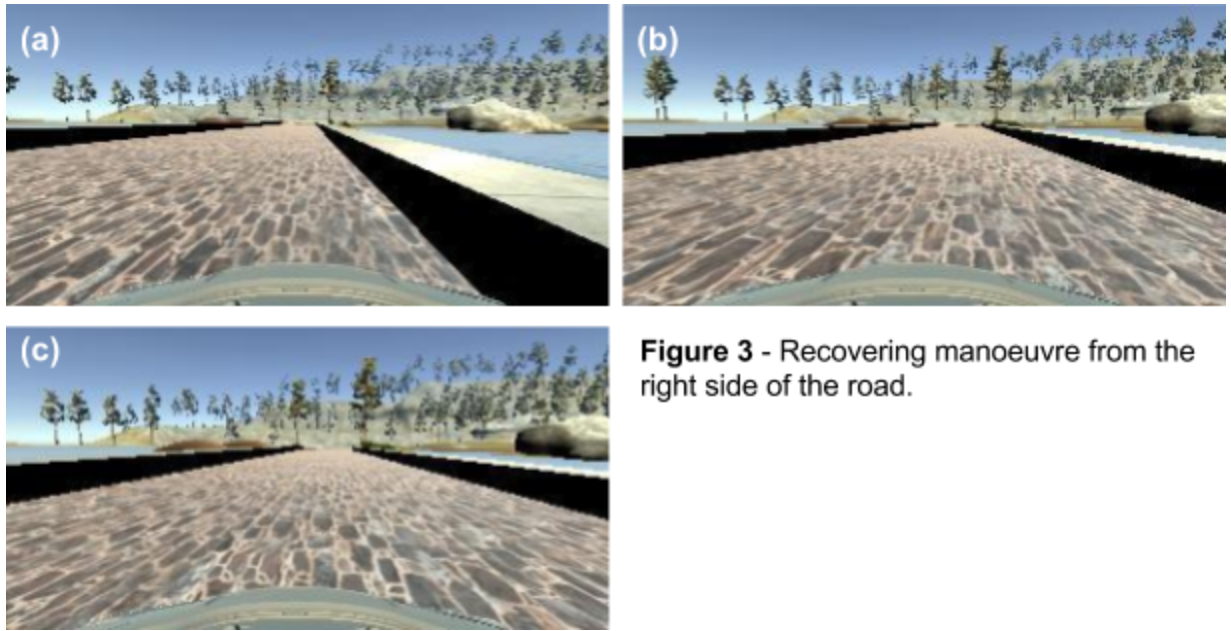 (a)
(b)
(c)
Figure 3 - Recovering manoeuvre from the
right side of the road.